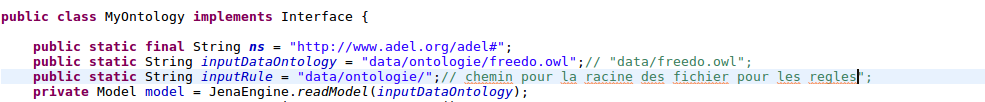 public class MyOntology implements Interface {
public static final String ns = "http://www.adel.org/adel#";
public static String inputDataOntology = "data/ontologie/freedo.owl";// "data/freedo.owl";
public static String inputRule = "data/ontologie/";// chemin pour la racine des fichier pour les regles";
private Model model = JenaEngine.readModel(inputDataOntology);